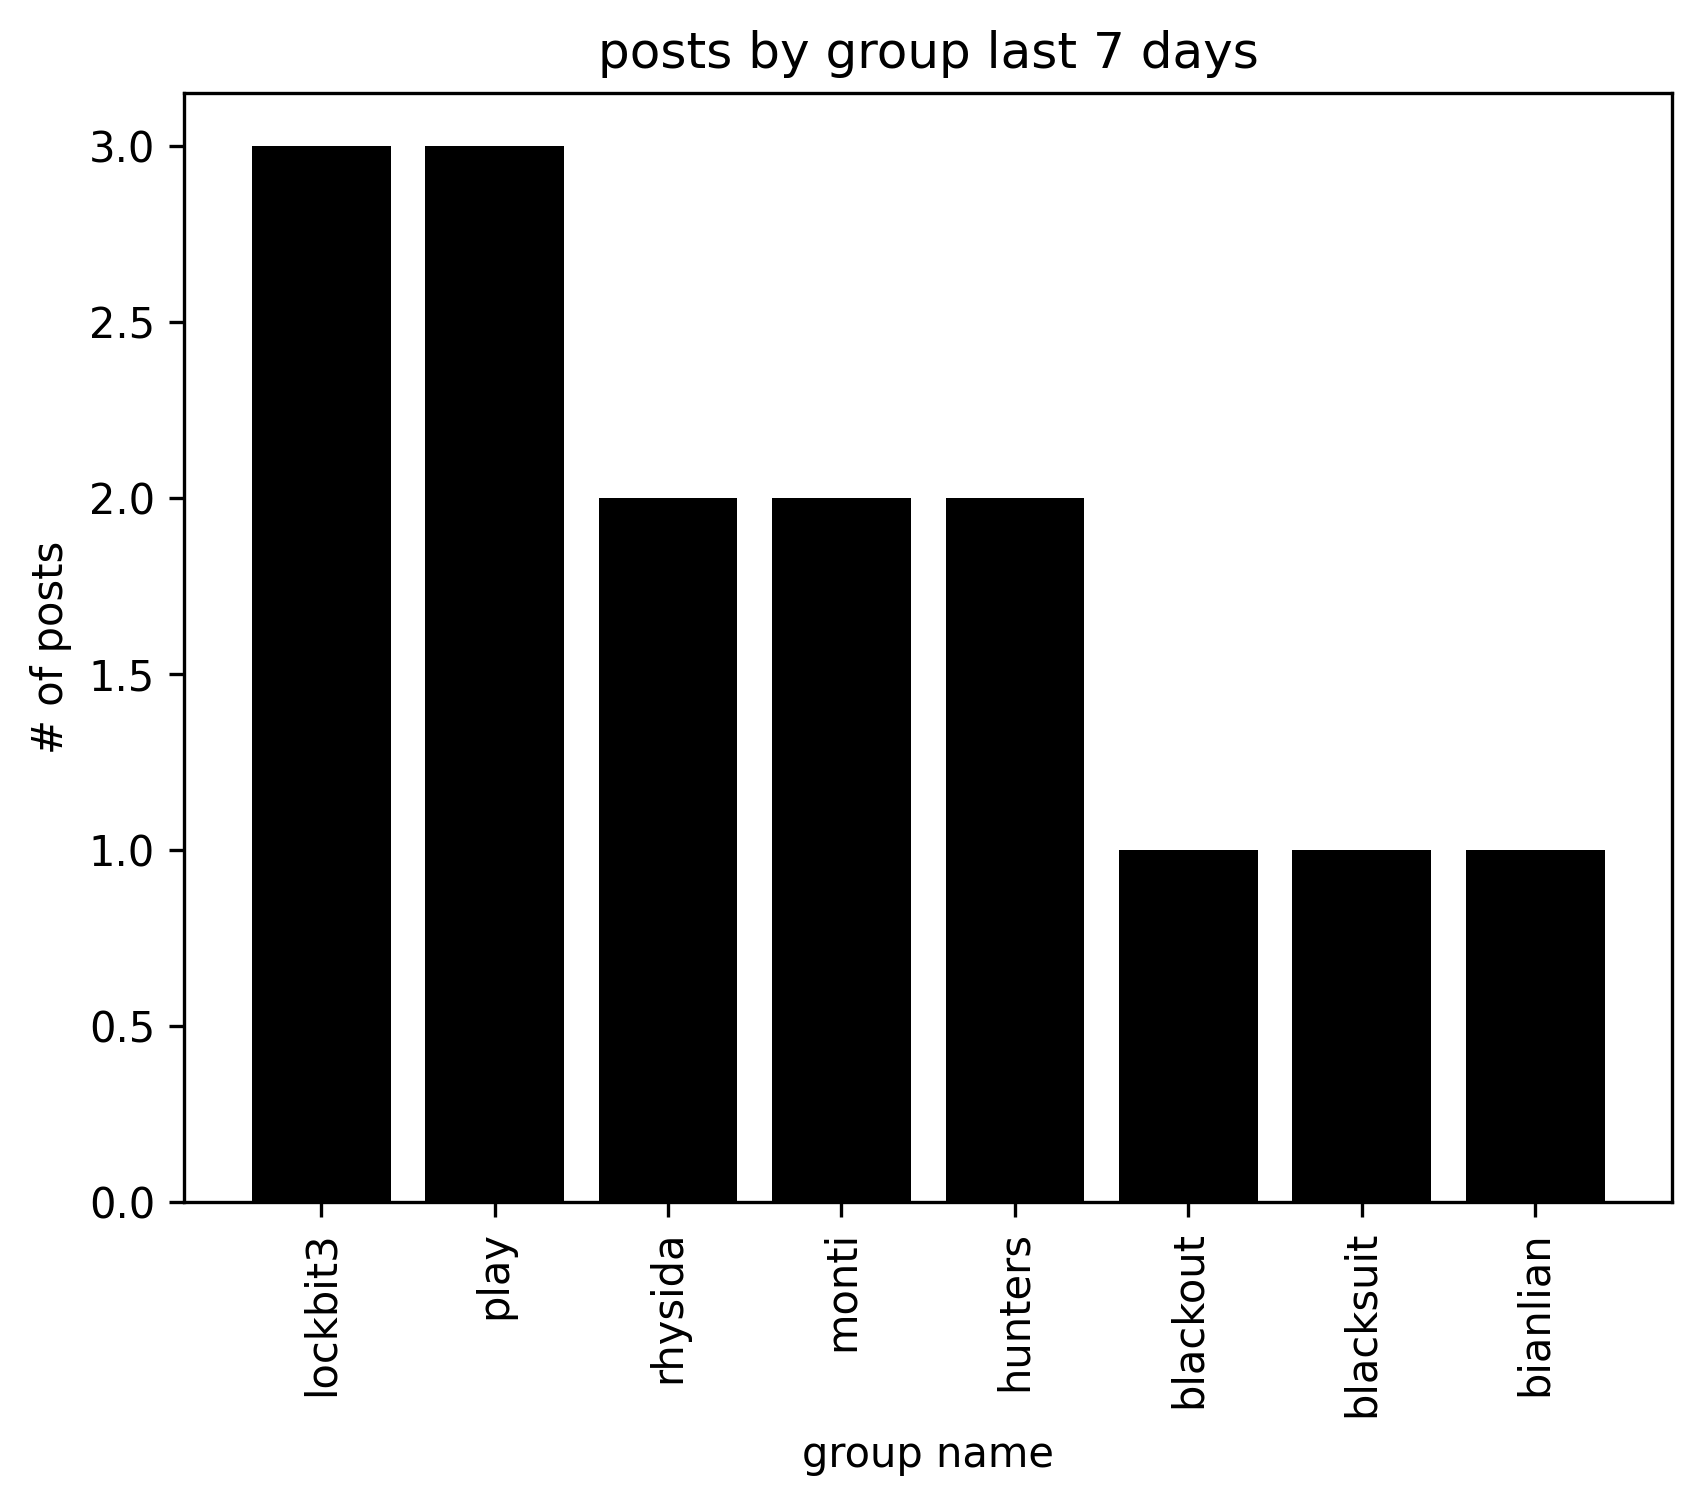 posts by group last 7 days
# of posts
3.0
2.5
2.0
1.5
1.0
0.5
0.0
lockbit3
play
rhysida
monti
hunters
blackout
blacksuit
bianlian
group name